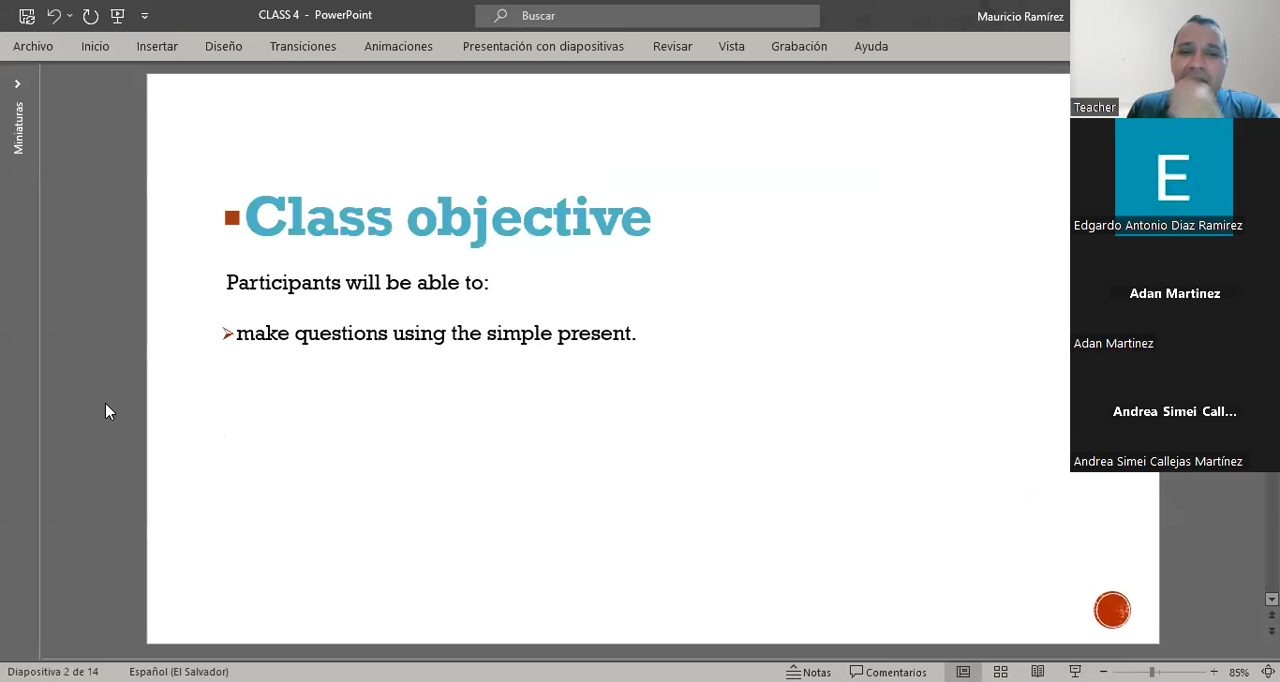 CLASS 4 - PowerPoint
Buscar
Mauricio Ramírez
Archivo Inicio Insertar Diseño Transiciones Animaciones Presentación con diapositivas Revisar Vista Grabación Ayuda
Miniaturas
Class objective
Participants will be able to:
make questions using the simple present.
Teacher
E
Edgardo Antonio Diaz Ramirez
Adan Martinez
Adan Martinez
Andrea Simei Call...
Andrea Simei Callejas Martínez
Diapositiva 2 de 14 Español (El Salvador) Notas Comentarios 85%